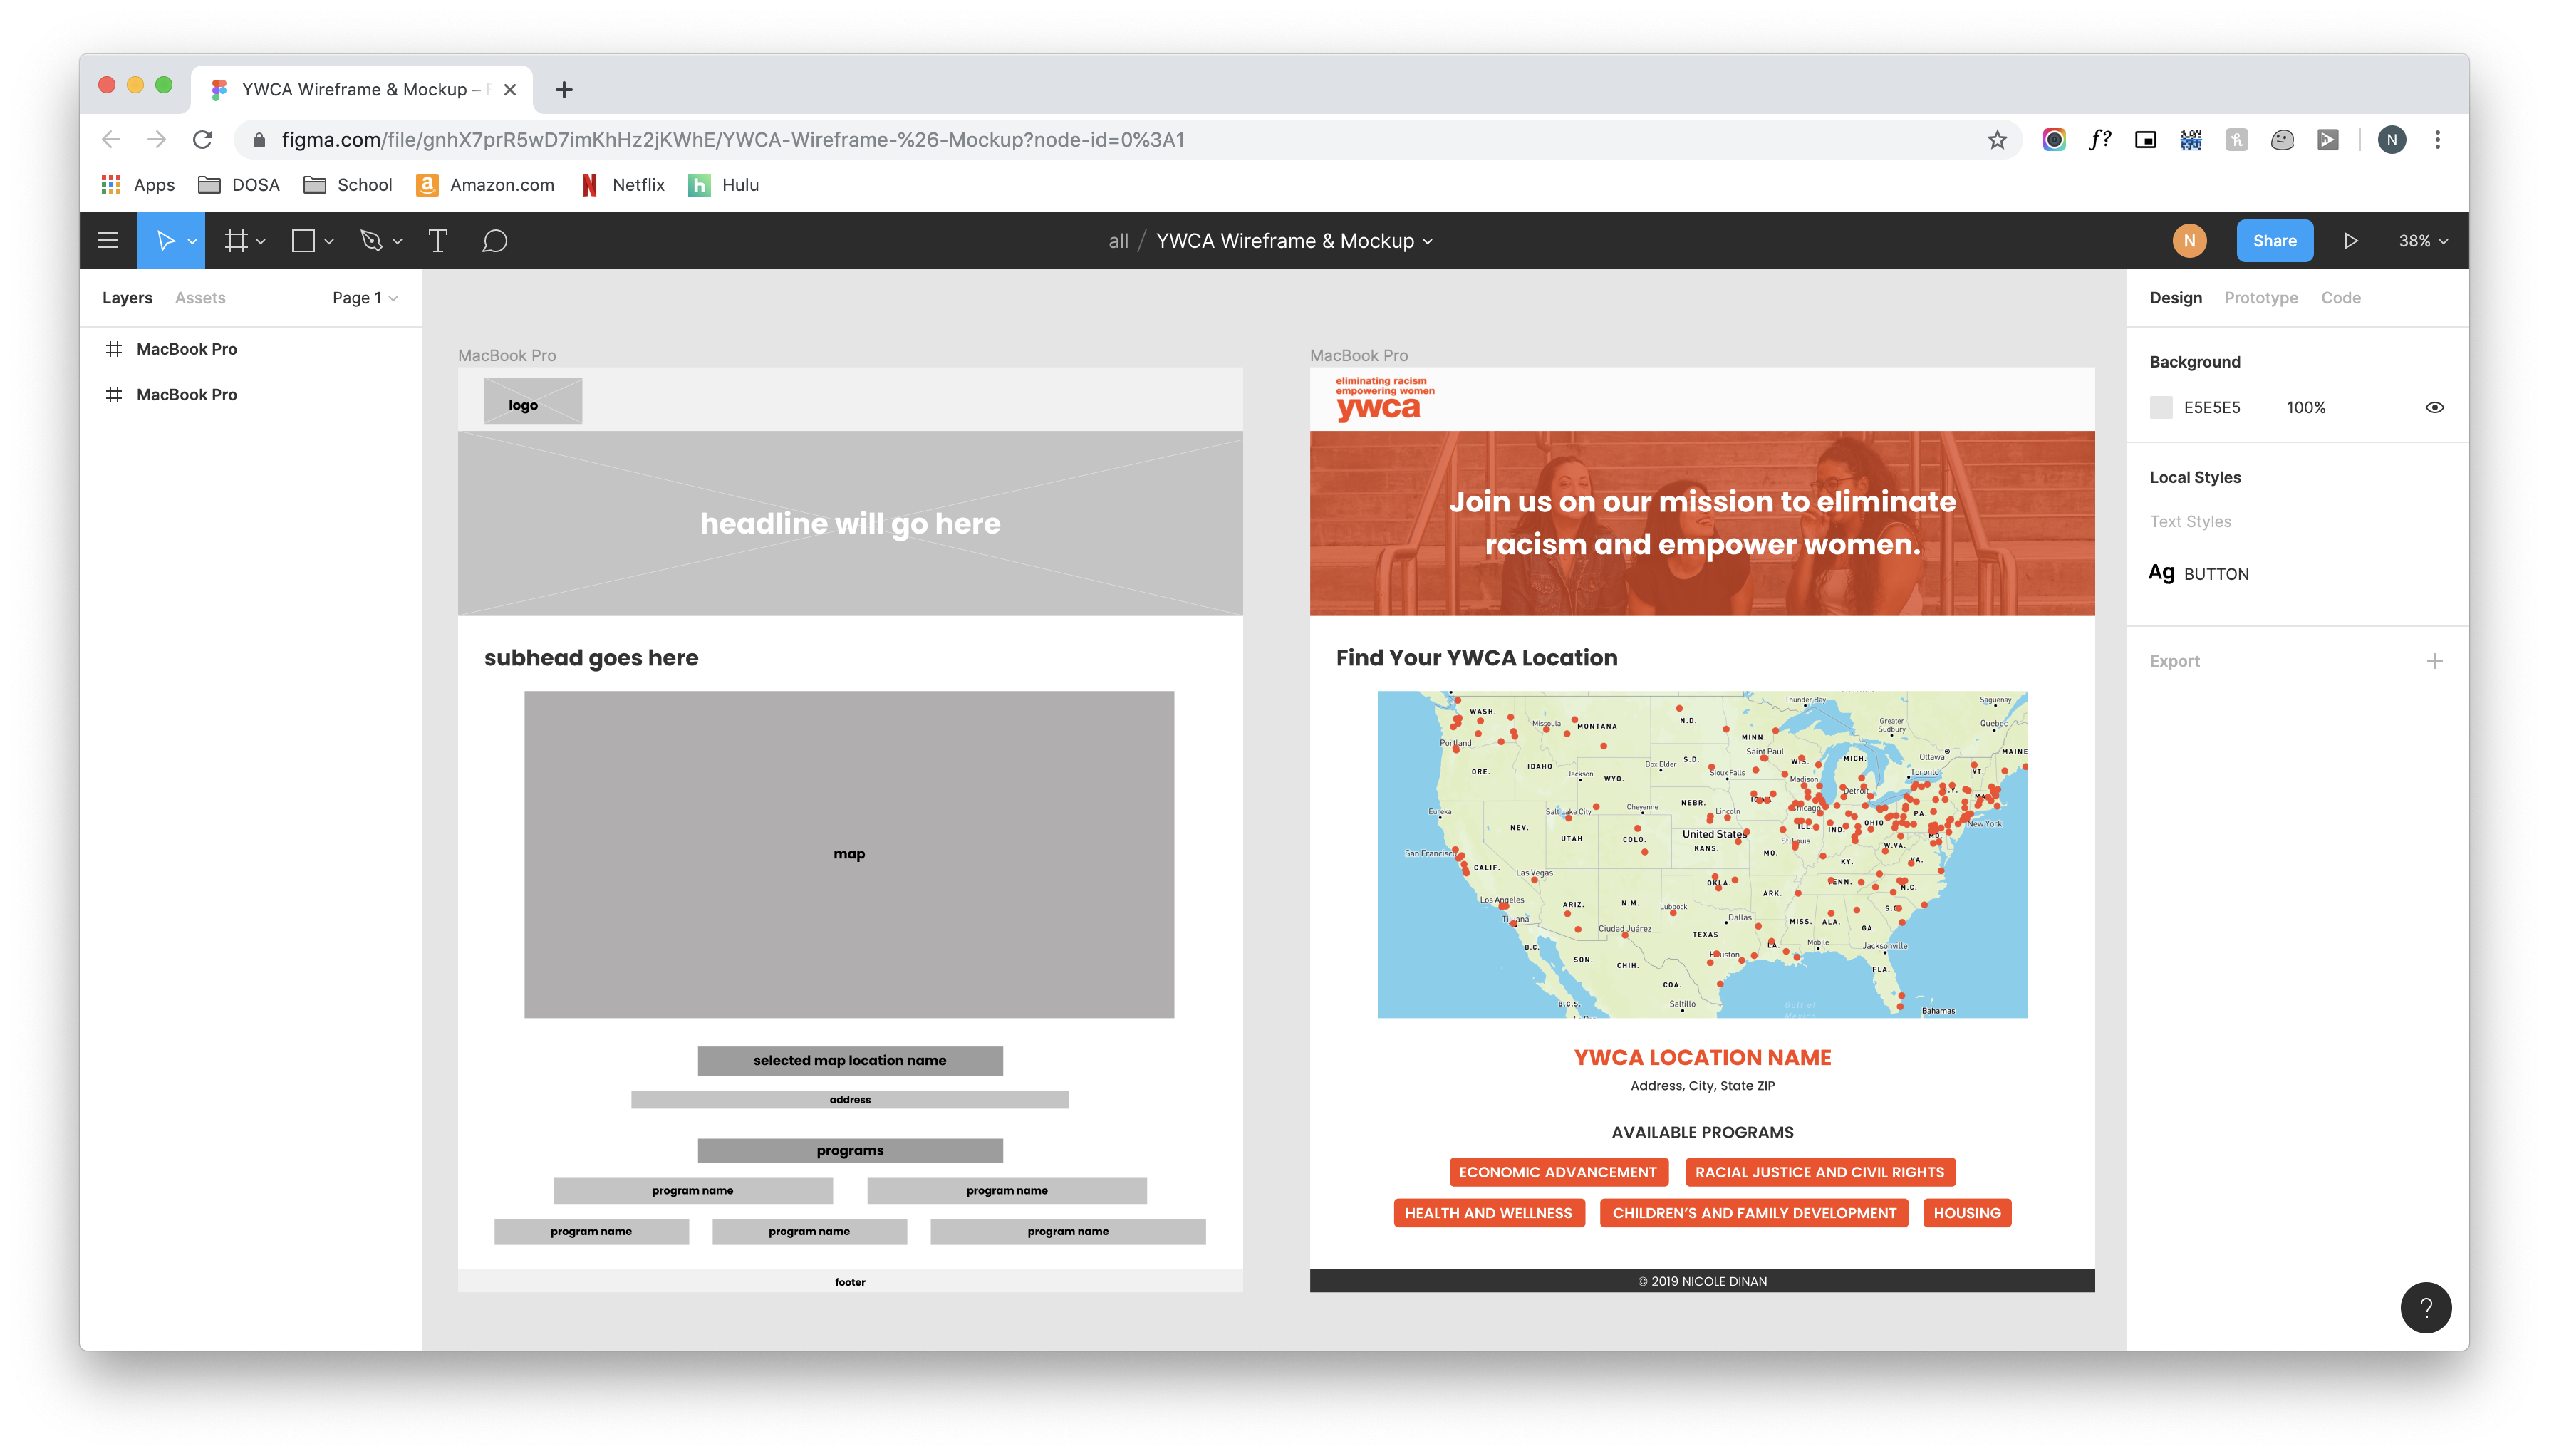 YWCA Wireframe & Mockup –
figma.com/file/gnhX7prR5wD7imKhHz2jKWhE/YWCA-Wireframe-%26-Mockup?node-id=0%3A1
f?
N
Apps
DOSA
School
Amazon.com
Netflix
Hulu
all / YWCA Wireframe & Mockup
N
Share
38%
Layers
Assets
Page 1
MacBook Pro
MacBook Pro
MacBook Pro
logo
headline will go here
subhead goes here
map
selected map location name
address
programs
program name
program name
program name
program name
program name
footer
MacBook Pro
eliminating racism
empowering women
ywca
Join us on our mission to eliminate
racism and empower women.
Find Your YWCA Location
Thunder Bay
Saguenay
WASH.
Missoula
MONTANA
N.D.
Greater
Sudbury
Quebec
Portland
MINN.
Saint Paul
Ottawa
MAINE
ORE.
IDAHO
Jackson
WYO.
Box Elder
S.D.
Sioux Falls
WIS.
Madison
MICH.
Toronto
VT.
Detroit
N.Y.
Eureka
Salt Lake City
Cheyenne
NEBR.
Lincoln
IOWA
Chicago
PA.
New York
NEV.
UTAH
COLO.
United States
KANS.
MO.
St. Louis
ILL.
IND.
OHIO
MD.
W.VA.
VA.
San Francisco
CALIF.
Las Vegas
KY.
OKLA.
ARK.
TENN.
N.C.
Los Angeles
Tijuana
ARIZ.
N.M.
Lubbock
Dallas
MISS.
ALA.
S.C.
GA.
Ciudad Juárez
TEXAS
LA.
Mobile
Jacksonville
B.C.
SON.
CHIH.
Houston
FLA.
COA.
B.C.S.
Saltillo
Gulf of
Mexico
Bahamas
YWCA LOCATION NAME
Address, City, State ZIP
AVAILABLE PROGRAMS
ECONOMIC ADVANCEMENT
RACIAL JUSTICE AND CIVIL RIGHTS
HEALTH AND WELLNESS
CHILDREN'S AND FAMILY DEVELOPMENT
HOUSING
© 2019 NICOLE DINAN
Design
Prototype
Code
Background
E5E5E5
100%
Local Styles
Text Styles
Ag BUTTON
Export
?